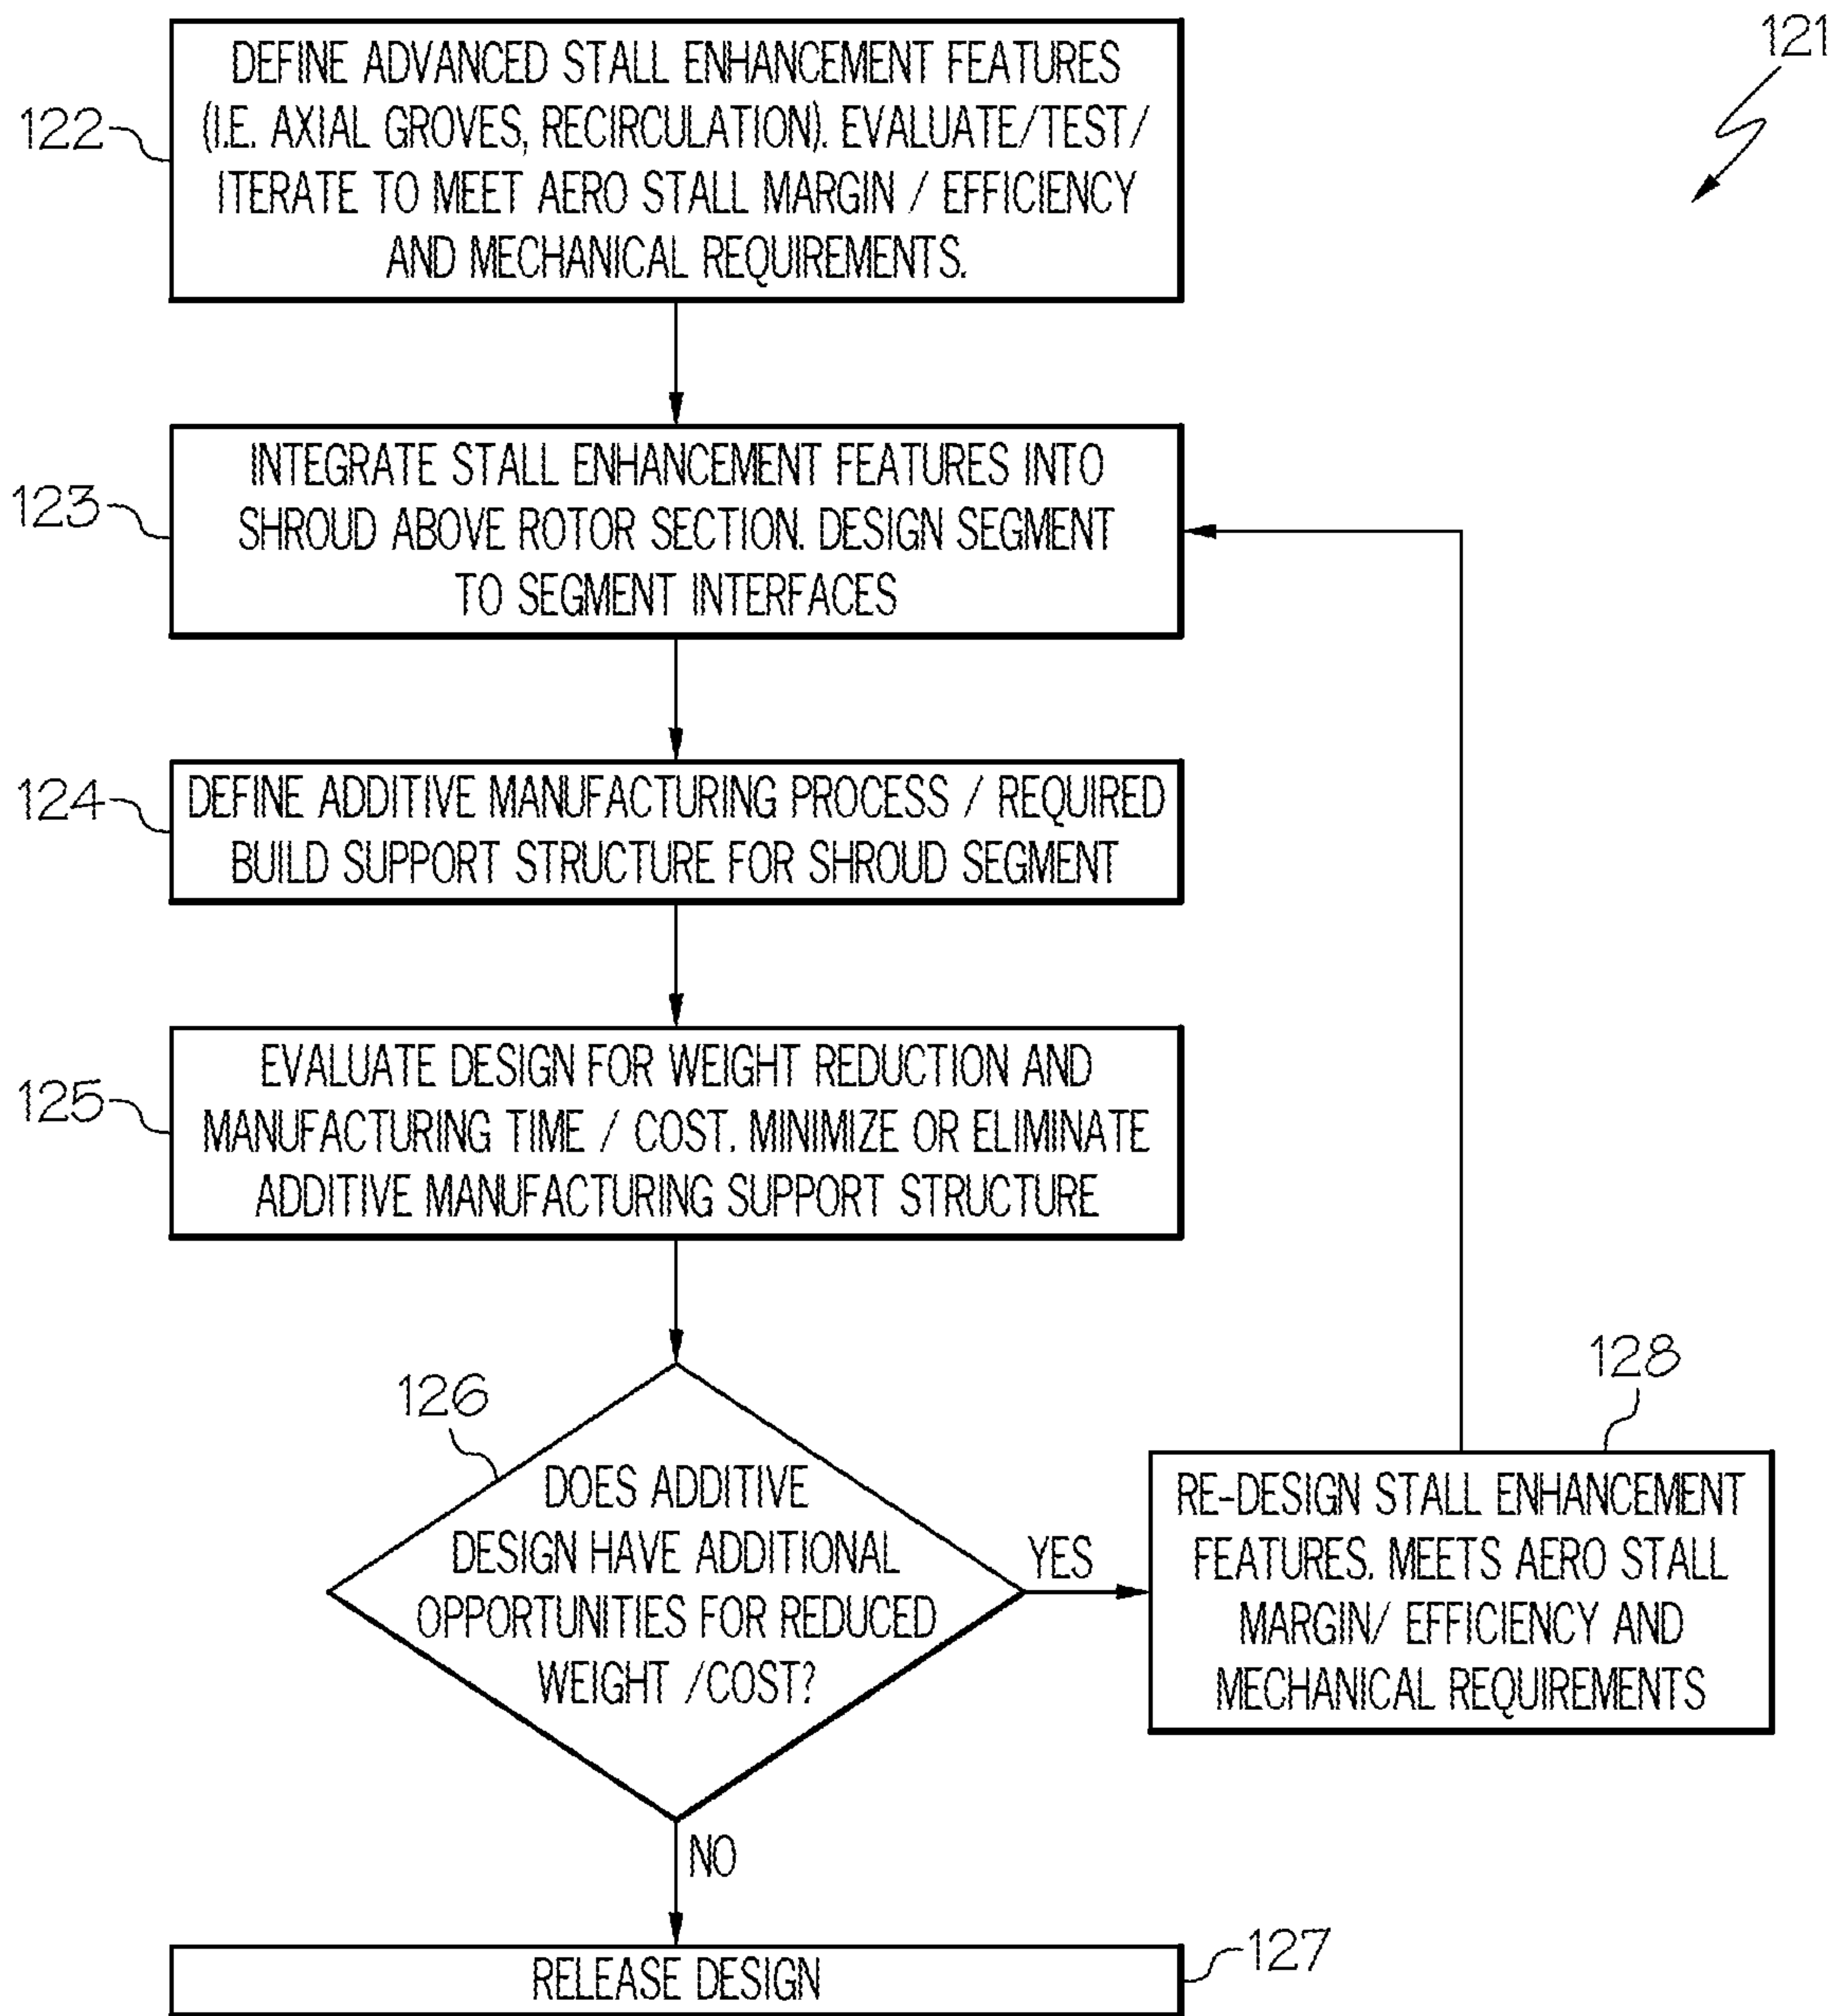 121
DEFINE ADVANCED STALL ENHANCEMENT FEATURES
(I.E. AXIAL GROVES, RECIRCULATION). EVALUATE/TEST/
ITERATE TO MEET AERO STALL MARGIN / EFFICIENCY
AND MECHANICAL REQUIREMENTS.
122
INTEGRATE STALL ENHANCEMENT FEATURES INTO
SHROUD ABOVE ROTOR SECTION. DESIGN SEGMENT
TO SEGMENT INTERFACES
123
DEFINE ADDITIVE MANUFACTURING PROCESS / REQUIRED
BUILD SUPPORT STRUCTURE FOR SHROUD SEGMENT
124
EVALUATE DESIGN FOR WEIGHT REDUCTION AND
MANUFACTURING TIME / COST. MINIMIZE OR ELIMINATE
ADDITIVE MANUFACTURING SUPPORT STRUCTURE
125
126
DOES ADDITIVE
DESIGN HAVE ADDITIONAL
OPPORTUNITIES FOR REDUCED
WEIGHT /COST?
YES
128
RE-DESIGN STALL ENHANCEMENT
FEATURES. MEETS AERO STALL
MARGIN/ EFFICIENCY AND
MECHANICAL REQUIREMENTS
NO
RELEASE DESIGN
127